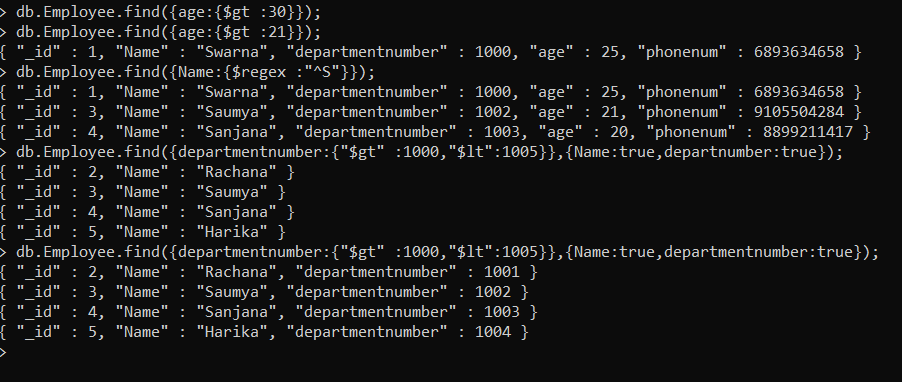 > db.Employee.find({age:{$gt :30}});
> db.Employee.find({age:{$gt :21}});
{ "_id" : 1, "Name" : "Swarna", "departmentnumber" : 1000, "age" : 25, "phonenum" : 6893634658 }
> db.Employee.find({Name:{$regex :"^S"}});
{ "_id" : 1, "Name" : "Swarna", "departmentnumber" : 1000, "age" : 25, "phonenum" : 6893634658 }
{ "_id" : 3, "Name" : "Saumya", "departmentnumber" : 1002, "age" : 21, "phonenum" : 9105504284 }
{ "_id" : 4, "Name" : "Sanjana", "departmentnumber" : 1003, "age" : 20, "phonenum" : 8899211417 }
> db.Employee.find({departmentnumber:{"$gt" :1000,"$lt":1005}},{Name:true,departnumber:true});
{ "_id" : 2, "Name" : "Rachana" }
{ "_id" : 3, "Name" : "Saumya" }
{ "_id" : 4, "Name" : "Sanjana" }
{ "_id" : 5, "Name" : "Harika" }
> db.Employee.find({departmentnumber:{"$gt" :1000,"$lt":1005}},{Name:true,departmentnumber:true});
{ "_id" : 2, "Name" : "Rachana", "departmentnumber" : 1001 }
{ "_id" : 3, "Name" : "Saumya", "departmentnumber" : 1002 }
{ "_id" : 4, "Name" : "Sanjana", "departmentnumber" : 1003 }
{ "_id" : 5, "Name" : "Harika", "departmentnumber" : 1004 }
>